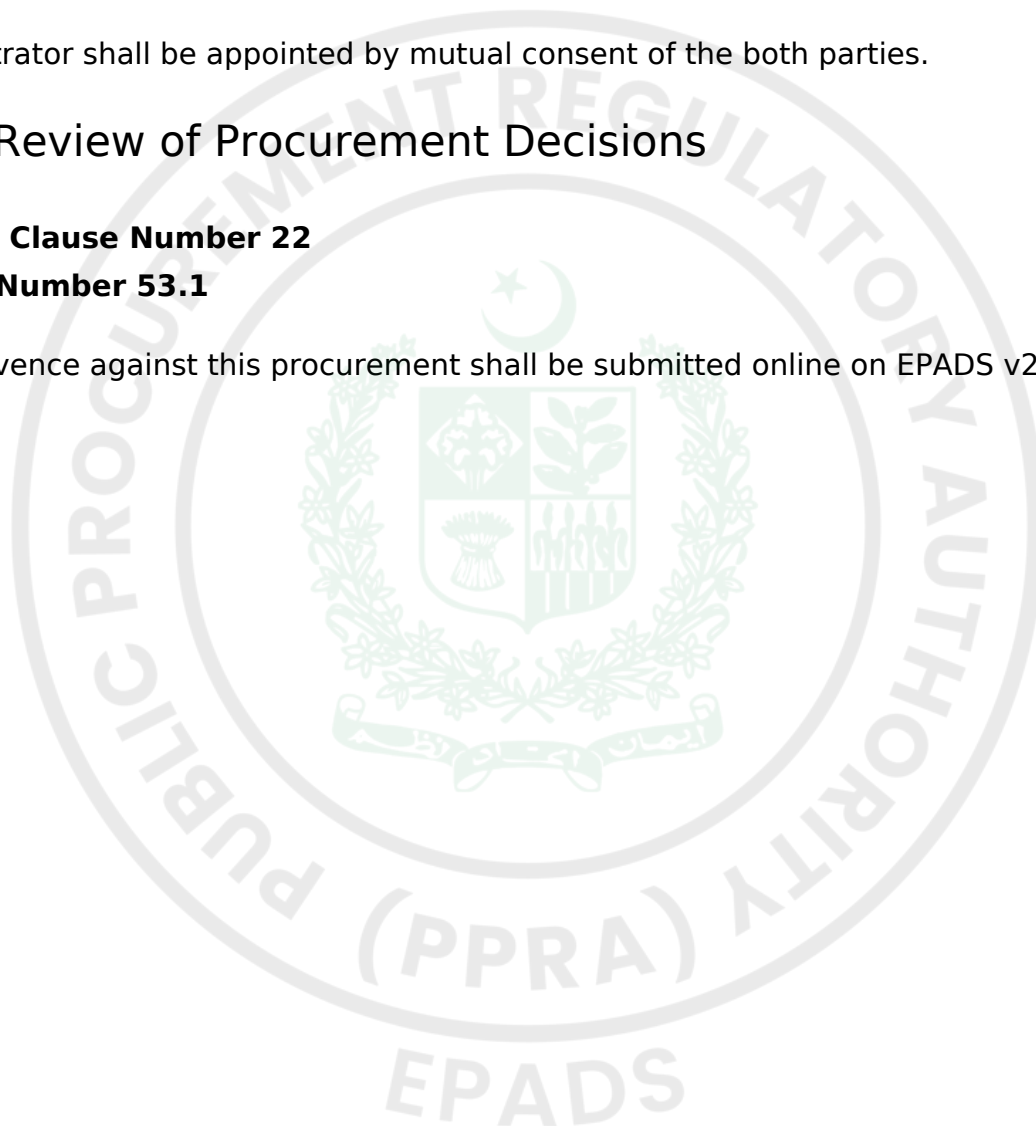 trator shall be appointed by mutual consent of the both parties.
Review of Procurement Decisions
Clause Number 22
Number 53.1
vence against this procurement shall be submitted online on EPADS v2
PUBLIC PROCUREMENT REGULATORY AUTHORITY
(PPRA)
EPADS